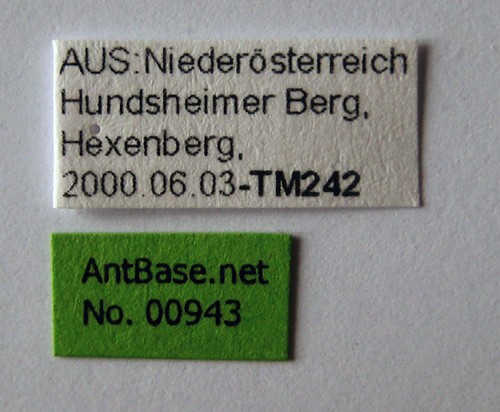 AUS:Niederösterreich
Hundsheimer Berg,
Hexenberg,
2000.06.03-TM242
AntBase.net
No. 00943